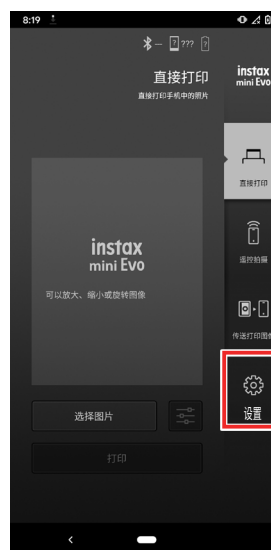 8:19
???
直接打印
直接打印手机中的照片
instax
mini Evo
直接打印
遥控拍摄
传送打印图像
设置
instax
mini Evo
可以放大、缩小或旋转图像
选择图片
打印